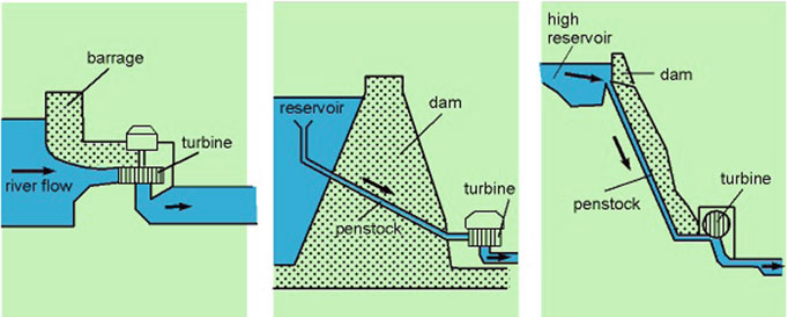 barrage
turbine
river flow
reservoir
dam
turbine
penstock
high
reservoir
dam
turbine
penstock